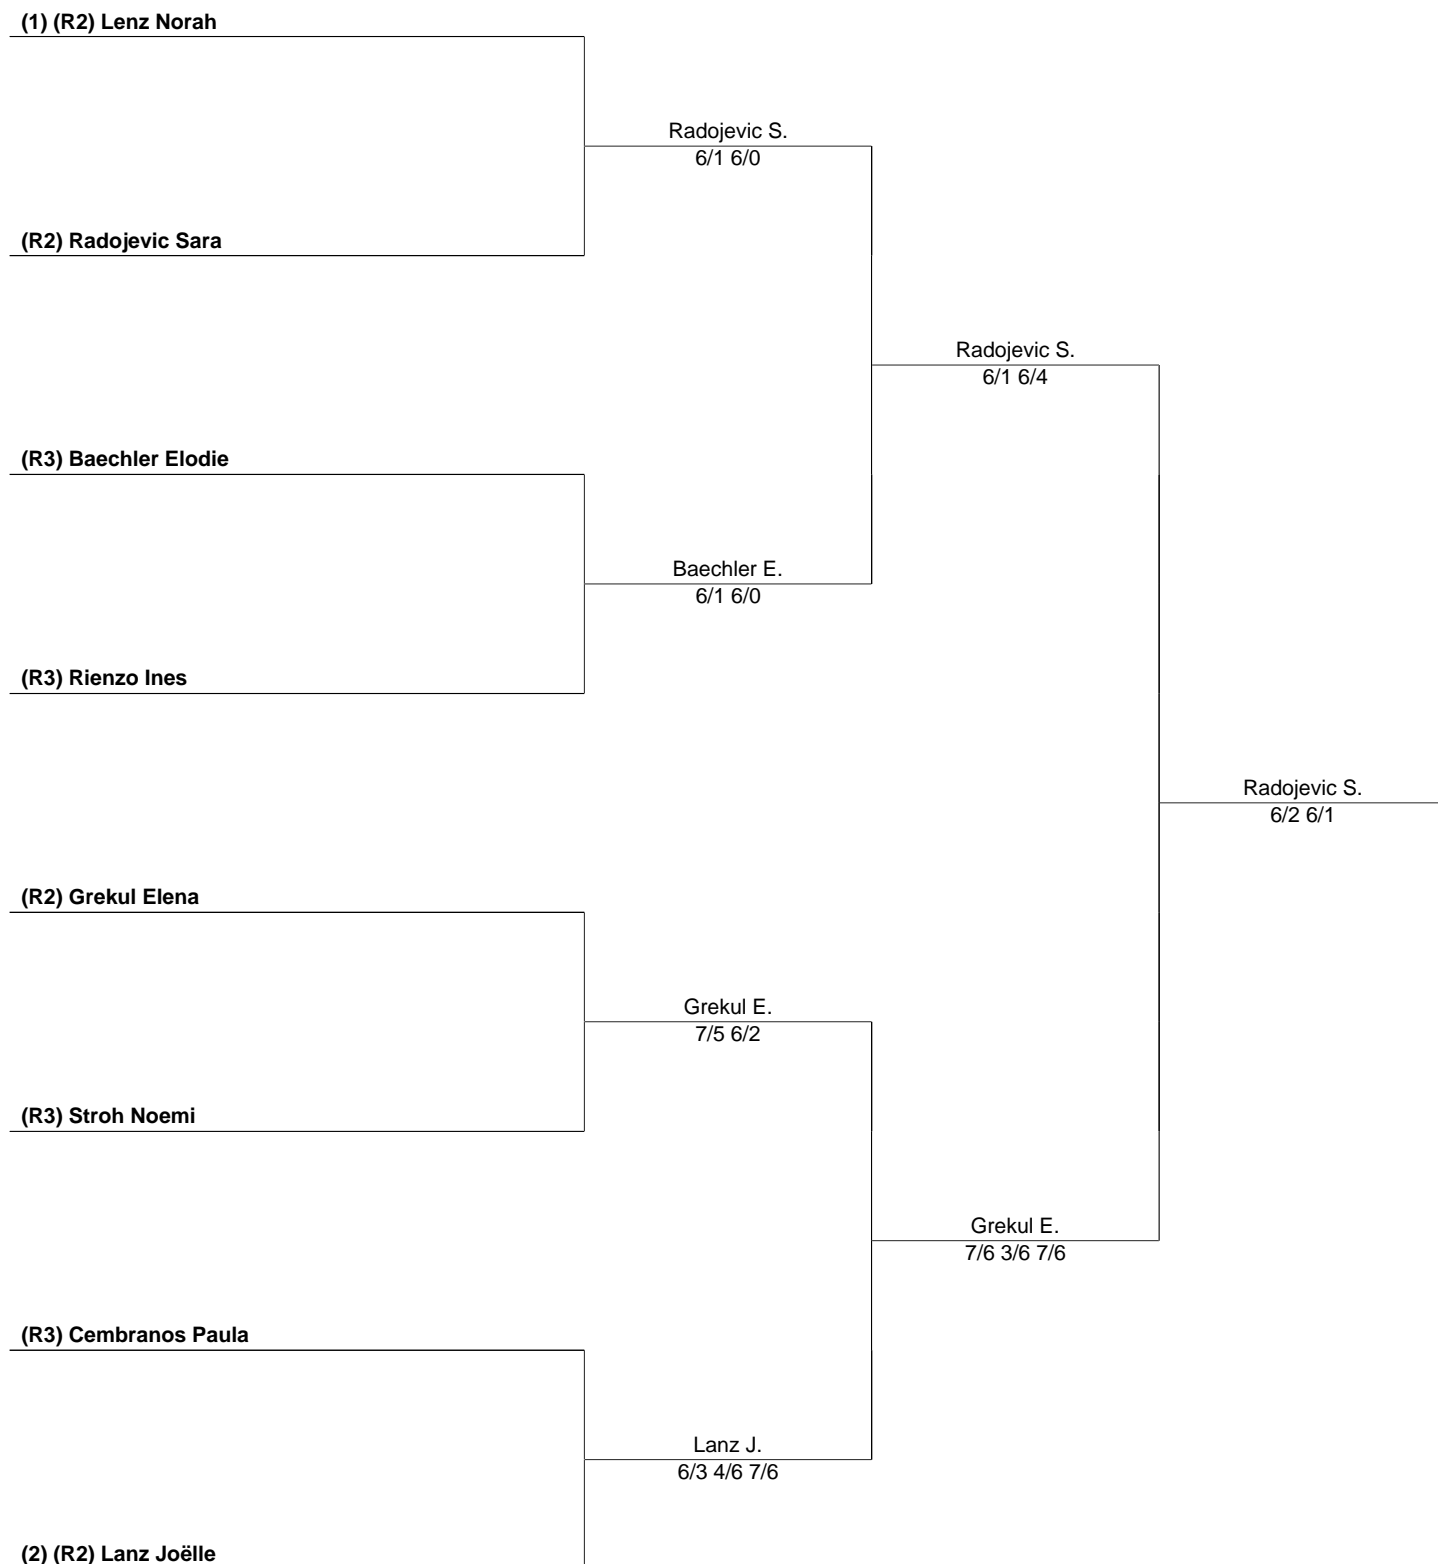 (1) (R2) Lenz Norah
Radojevic S.
6/1 6/0
(R2) Radojevic Sara
Radojevic S.
6/1 6/4
(R3) Baechler Elodie
Baechler E.
6/1 6/0
(R3) Rienzo Ines
Radojevic S.
6/2 6/1
(R2) Grekul Elena
Grekul E.
7/5 6/2
(R3) Stroh Noemi
Grekul E.
7/6 3/6 7/6
(R3) Cembranos Paula
Lanz J.
6/3 4/6 7/6
(2) (R2) Lanz Joëlle